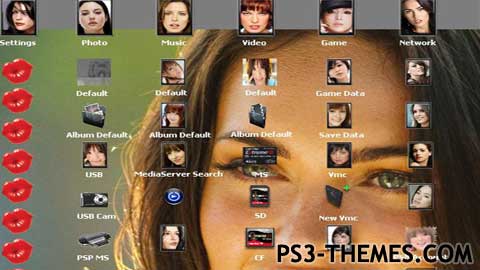 Settings Photo Music Video Game Network
Default Default Default Game Data
Album Default Album Default Album Default Save Data
USB MediaServer Search MS Vmc
USB Cam SD New Vmc
PSP MS CF
PS3-THEMES.COM